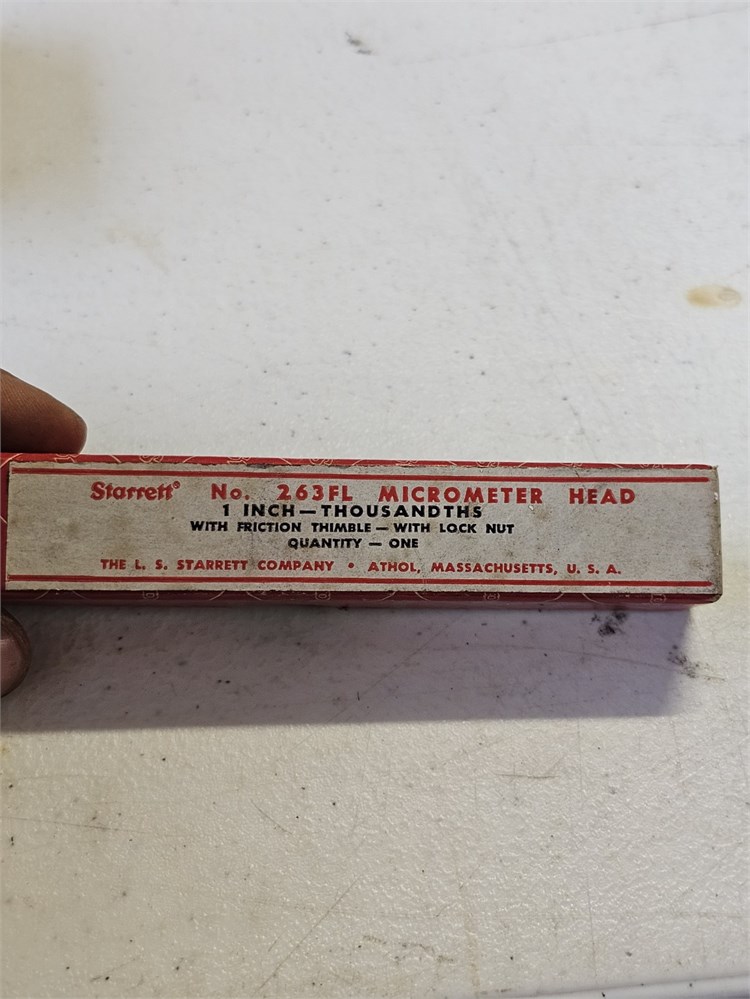 Starrett® No. 263FL MICROMETER HEAD
1 INCH—THOUSANDTHS
WITH FRICTION THIMBLE — WITH LOCK NUT
QUANTITY — ONE
THE L. S. STARRETT COMPANY • ATHOL, MASSACHUSETTS, U. S. A.